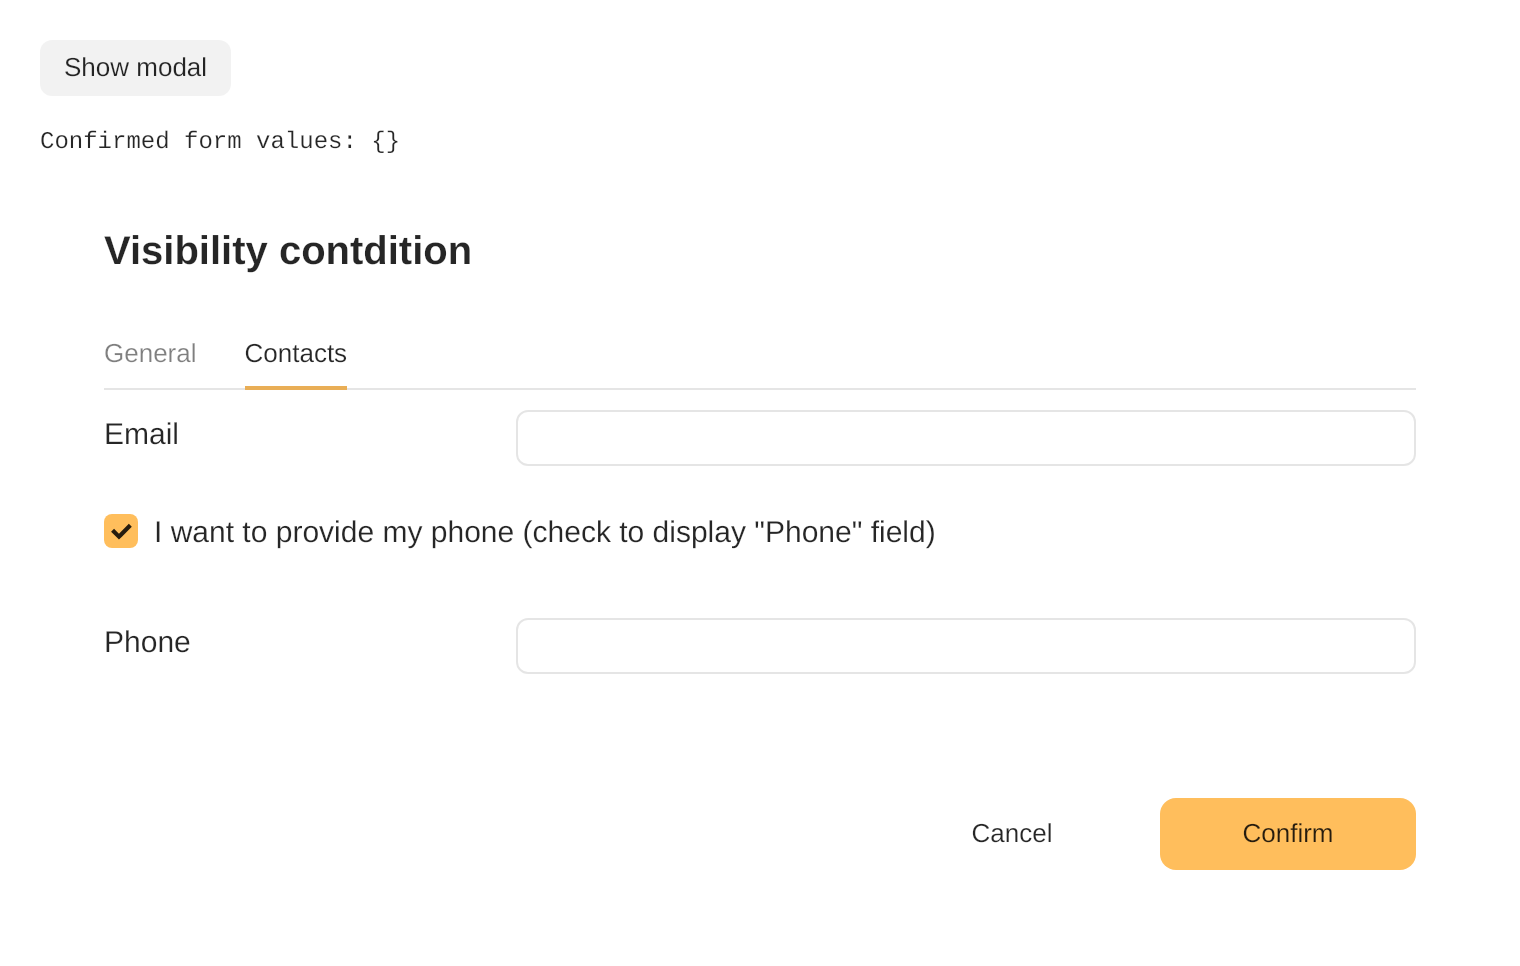 Show modal
Confirmed form values: {}
Visibility contdition
General Contacts
Email
I want to provide my phone (check to display "Phone" field)
Phone
Cancel Confirm